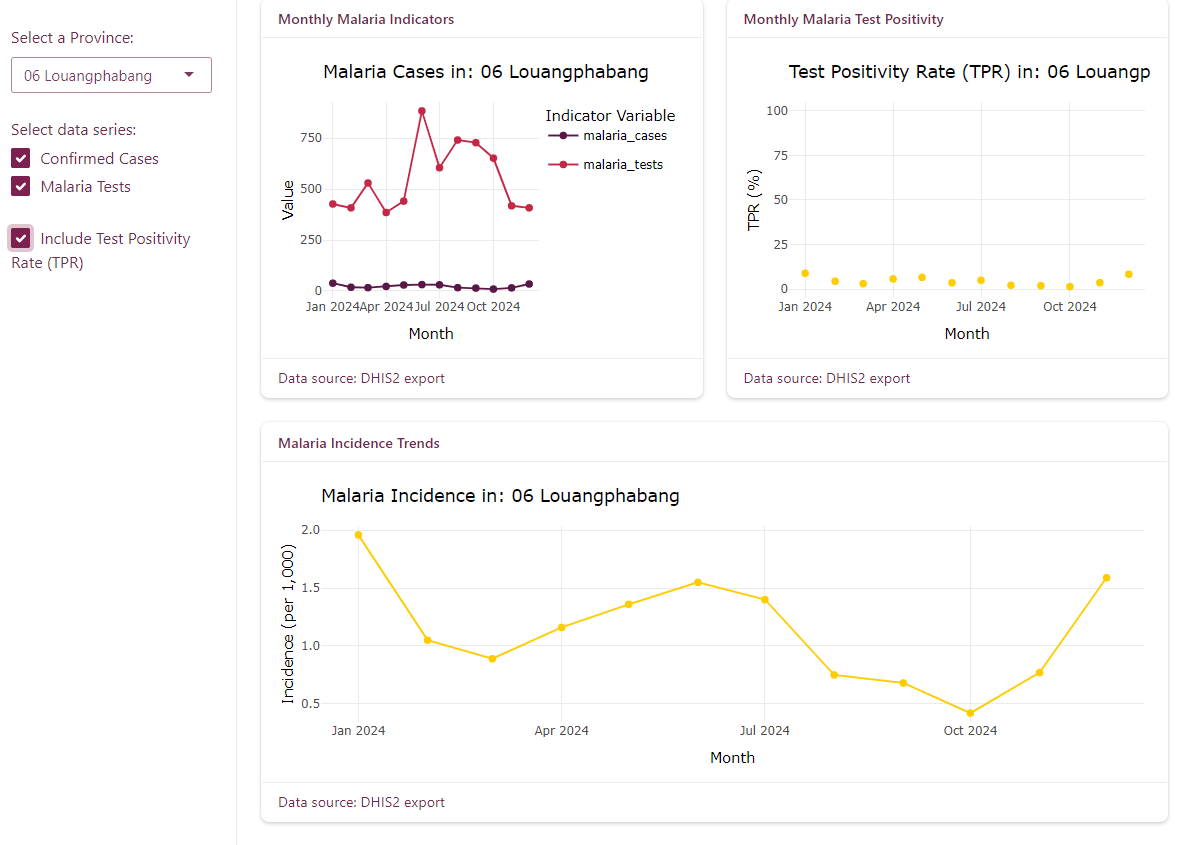 Select a Province:
06 Louangphabang
Select data series:
Confirmed Cases
Malaria Tests
Include Test Positivity
Rate (TPR)
Monthly Malaria Indicators
Malaria Cases in: 06 Louangphabang
Indicator Variable
malaria_cases
malaria_tests
750
500
250
0
Value
Jan 2024 Apr 2024 Jul 2024 Oct 2024
Month
Data source: DHIS2 export
Monthly Malaria Test Positivity
Test Positivity Rate (TPR) in: 06 Louangp
100
75
50
25
0
TPR (%)
Jan 2024 Apr 2024 Jul 2024 Oct 2024
Month
Data source: DHIS2 export
Malaria Incidence Trends
Malaria Incidence in: 06 Louangphabang
2.0
1.5
1.0
0.5
Incidence (per 1,000)
Jan 2024 Apr 2024 Jul 2024 Oct 2024
Month
Data source: DHIS2 export